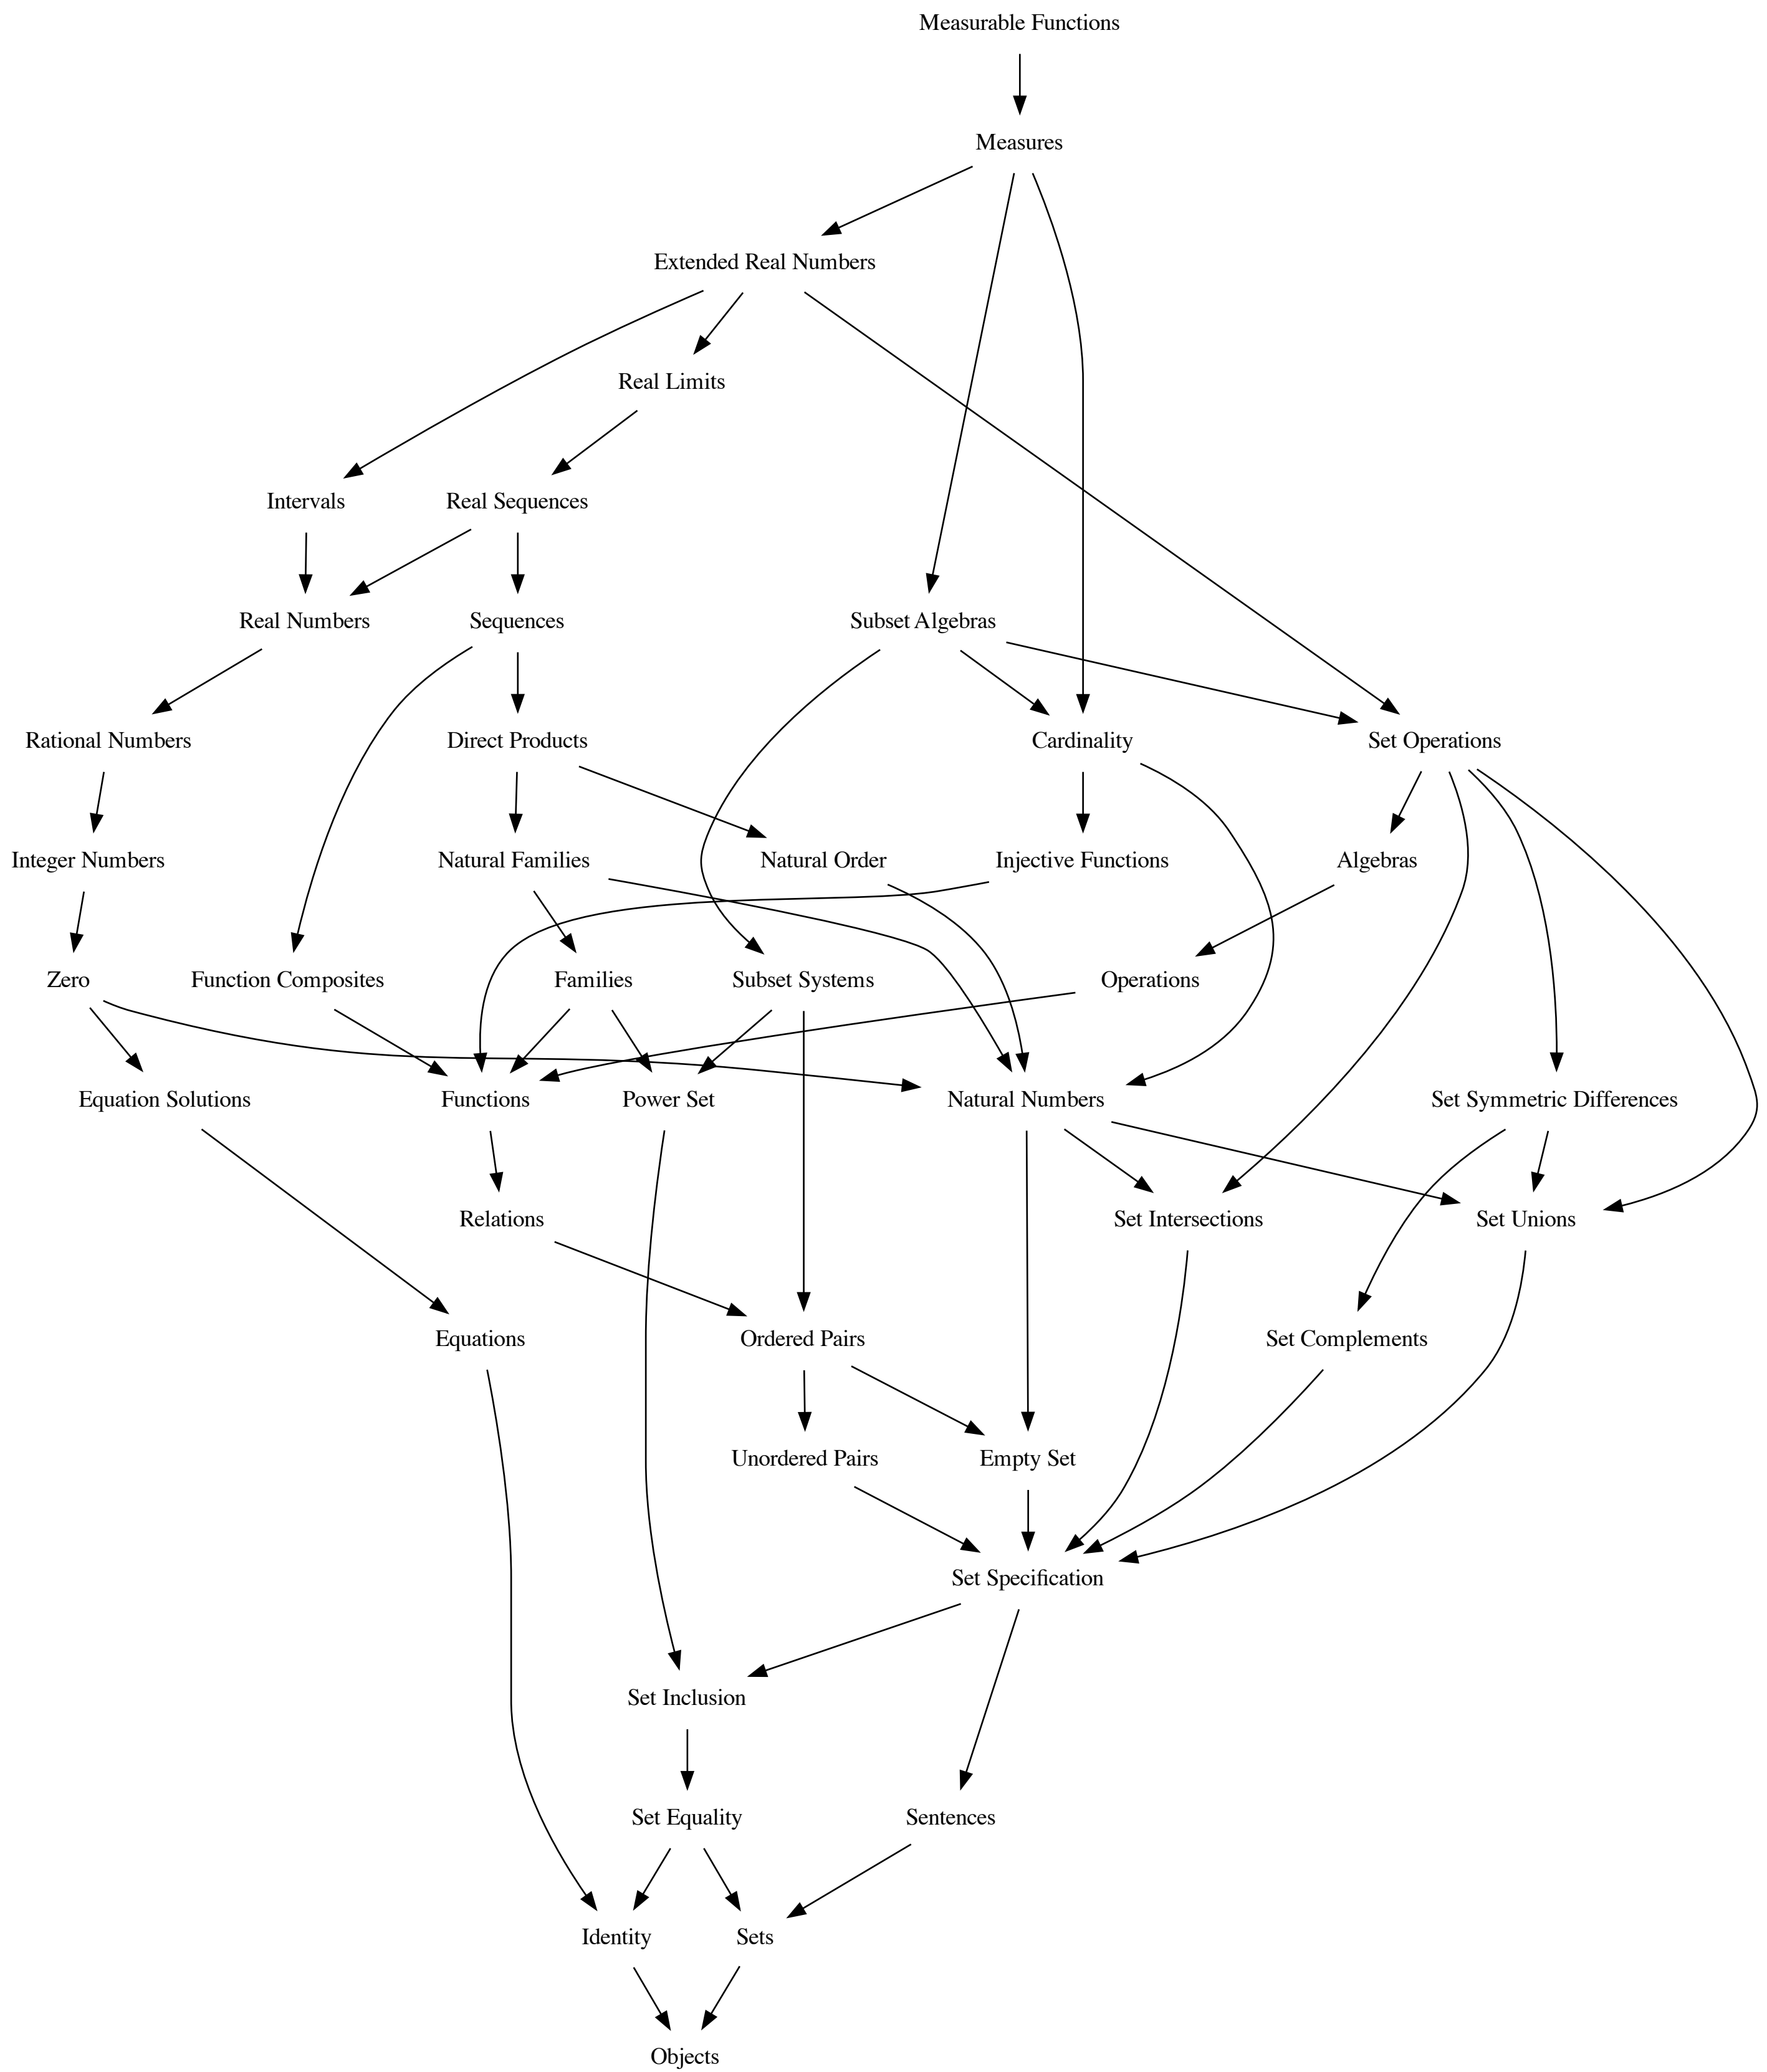 Measurable Functions
Measures
Extended Real Numbers
Real Limits
Intervals
Real Sequences
Real Numbers
Sequences
Subset Algebras
Rational Numbers
Direct Products
Cardinality
Set Operations
Integer Numbers
Natural Families
Natural Order
Injective Functions
Algebras
Zero
Function Composites
Families
Subset Systems
Operations
Equation Solutions
Functions
Power Set
Natural Numbers
Set Symmetric Differences
Relations
Set Intersections
Set Unions
Equations
Ordered Pairs
Set Complements
Unordered Pairs
Empty Set
Set Specification
Set Inclusion
Set Equality
Sentences
Identity
Sets
Objects